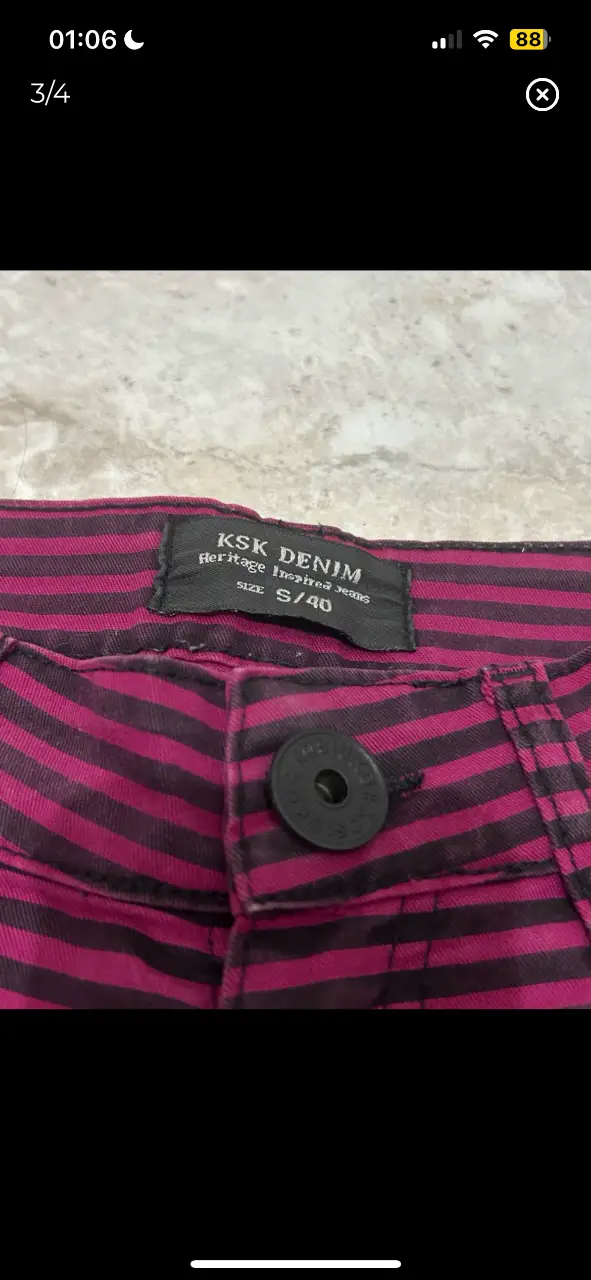 01:06
88
3/4
KSK DENIM
Heritage Inspired Jeans
SIZE S/40